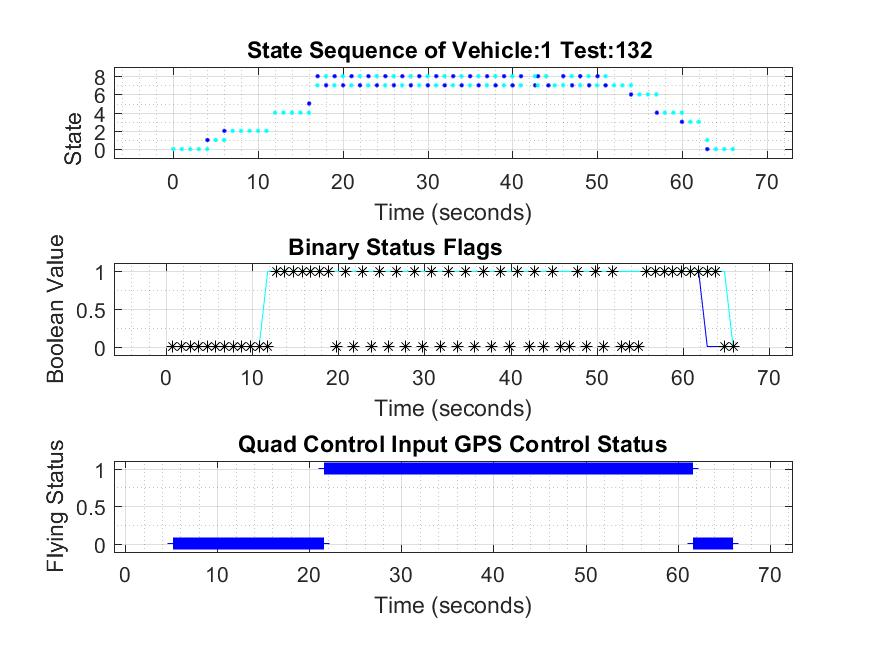 State Sequence of Vehicle:1 Test:132
State
8
6
4
2
0
0 10 20 30 40 50 60 70
Time (seconds)
Binary Status Flags
Boolean Value
1
0.5
0
0 10 20 30 40 50 60 70
Time (seconds)
Quad Control Input GPS Control Status
Flying Status
1
0.5
0
0 10 20 30 40 50 60 70
Time (seconds)